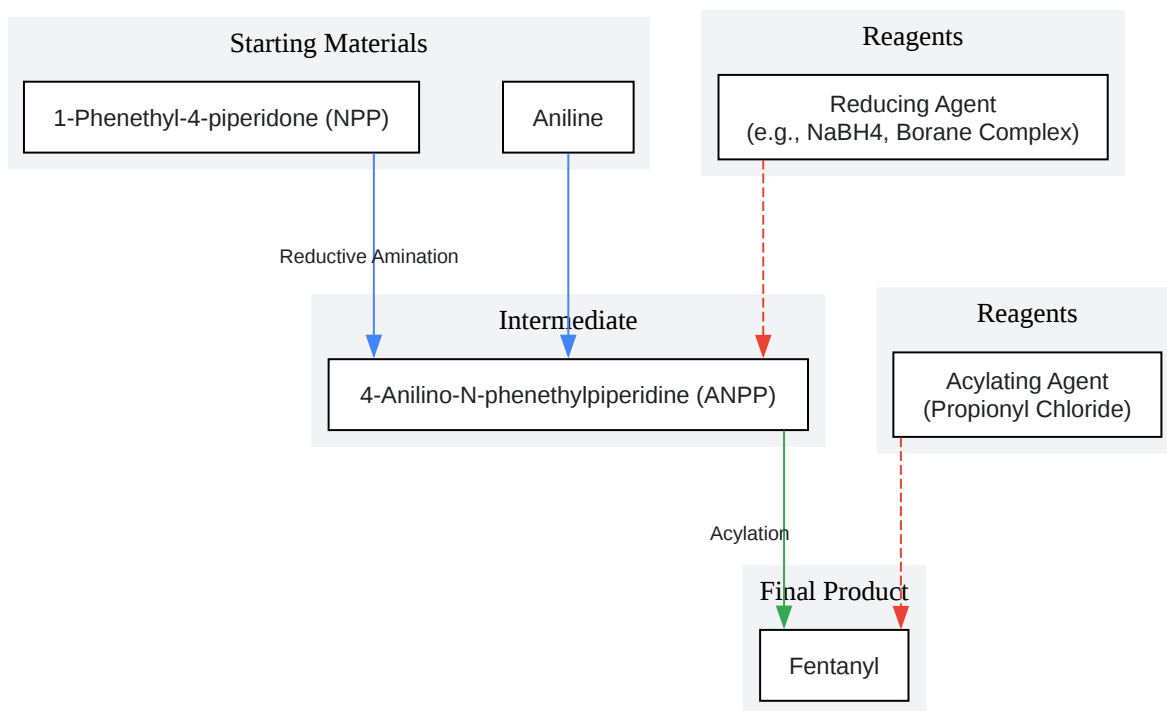 Starting Materials
Reagents
1-Phenethyl-4-piperidone (NPP)
Aniline
Reducing Agent
(e.g., NaBH4, Borane Complex)
Reductive Amination
Intermediate
Reagents
4-Anilino-N-phenethylpiperidine (ANPP)
Acylating Agent
(Propionyl Chloride)
Acylation
Final Product
Fentanyl